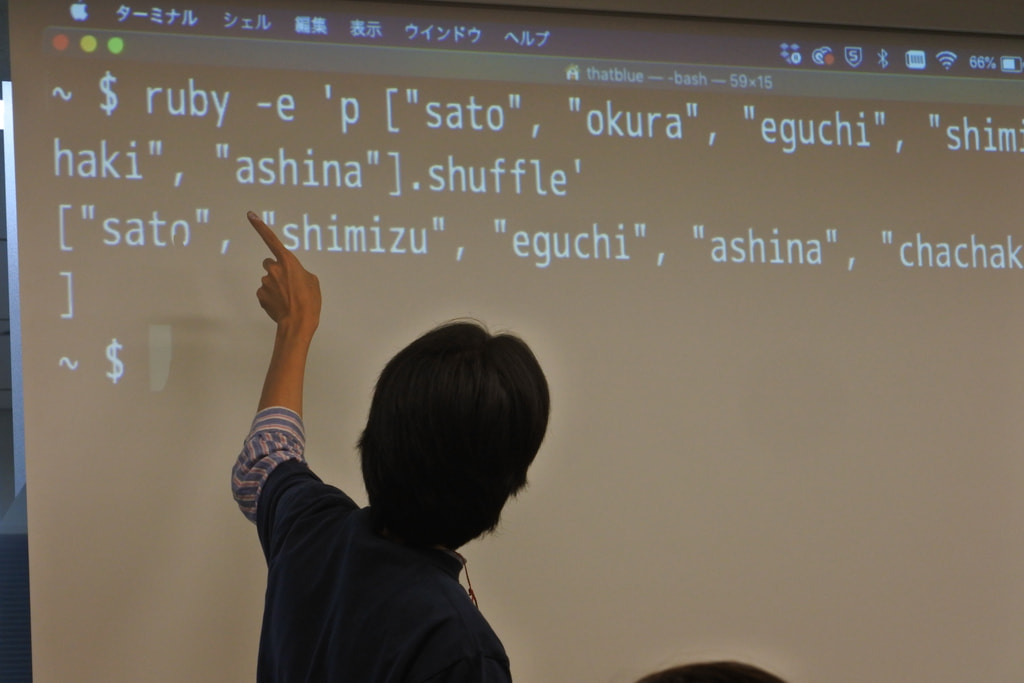 ターミナル シェル 編集 表示 ウインドウ ヘルプ 66%
thatblue — -bash — 59×15
~ $ ruby -e 'p ["sato", "okura", "eguchi", "shimi
haki", "ashina"].shuffle'
["sato", "shimizu", "eguchi", "ashina", "chachak
]
~ $